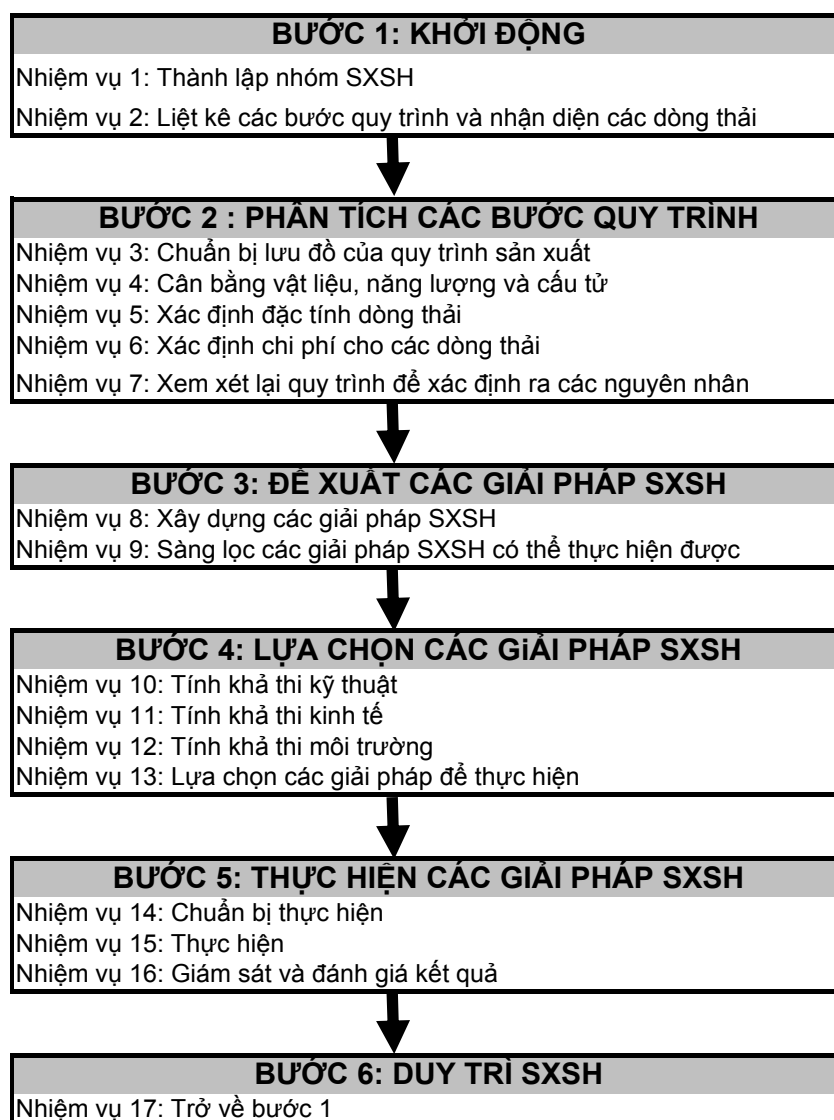 BƯỚC 1: KHỞI ĐỘNG
Nhiệm vụ 1: Thành lập nhóm SXSH
Nhiệm vụ 2: Liệt kê các bước quy trình và nhận diện các dòng thải
BƯỚC 2 : PHÂN TÍCH CÁC BƯỚC QUY TRÌNH
Nhiệm vụ 3: Chuẩn bị lưu đồ của quy trình sản xuất
Nhiệm vụ 4: Cân bằng vật liệu, năng lượng và cấu tử
Nhiệm vụ 5: Xác định đặc tính dòng thải
Nhiệm vụ 6: Xác định chi phí cho các dòng thải
Nhiệm vụ 7: Xem xét lại quy trình để xác định ra các nguyên nhân
BƯỚC 3: ĐỀ XUẤT CÁC GIẢI PHÁP SXSH
Nhiệm vụ 8: Xây dựng các giải pháp SXSH
Nhiệm vụ 9: Sàng lọc các giải pháp SXSH có thể thực hiện được
BƯỚC 4: LỰA CHỌN CÁC GiẢI PHÁP SXSH
Nhiệm vụ 10: Tính khả thi kỹ thuật
Nhiệm vụ 11: Tính khả thi kinh tế
Nhiệm vụ 12: Tính khả thi môi trường
Nhiệm vụ 13: Lựa chọn các giải pháp để thực hiện
BƯỚC 5: THỰC HIỆN CÁC GIẢI PHÁP SXSH
Nhiệm vụ 14: Chuẩn bị thực hiện
Nhiệm vụ 15: Thực hiện
Nhiệm vụ 16: Giám sát và đánh giá kết quả
BƯỚC 6: DUY TRÌ SXSH
Nhiệm vụ 17: Trở về bước 1